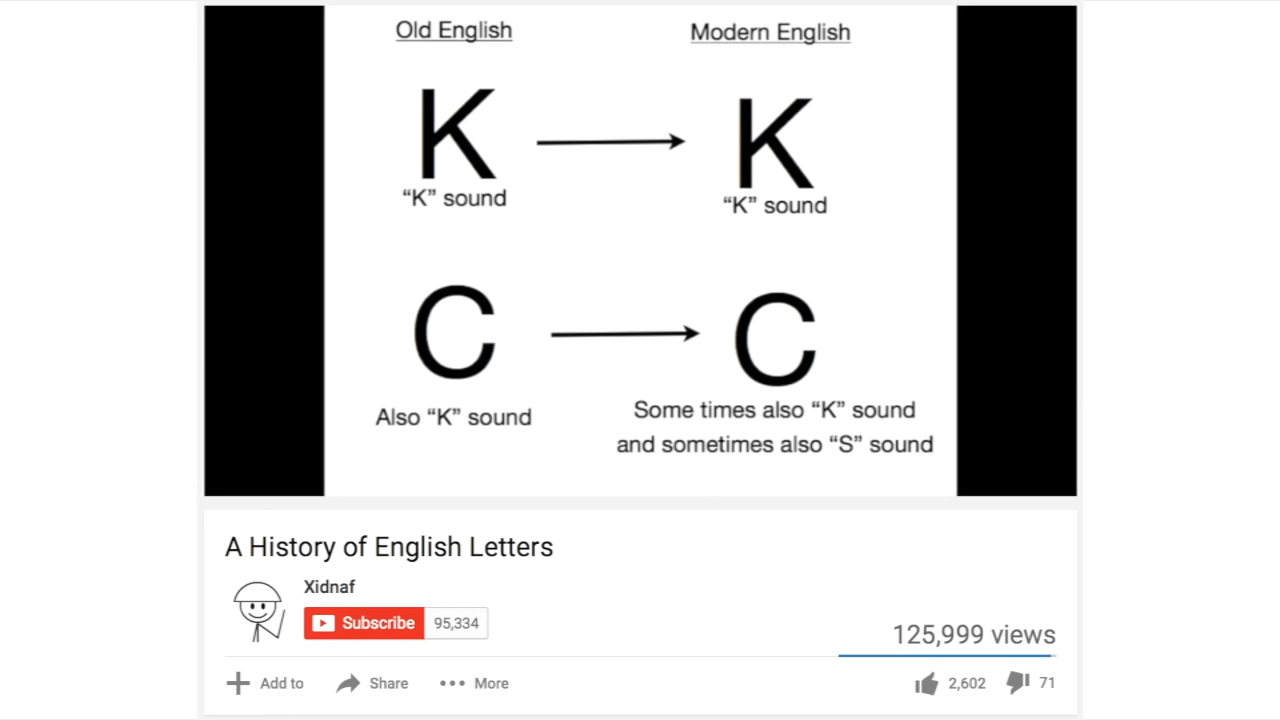 Old English Modern English
K K
“K” sound “K” sound
C C
Also “K” sound Some times also “K” sound
and sometimes also “S” sound
A History of English Letters
Xidnaf
Subscribe 95,334
125,999 views
Add to Share More 2,602 71